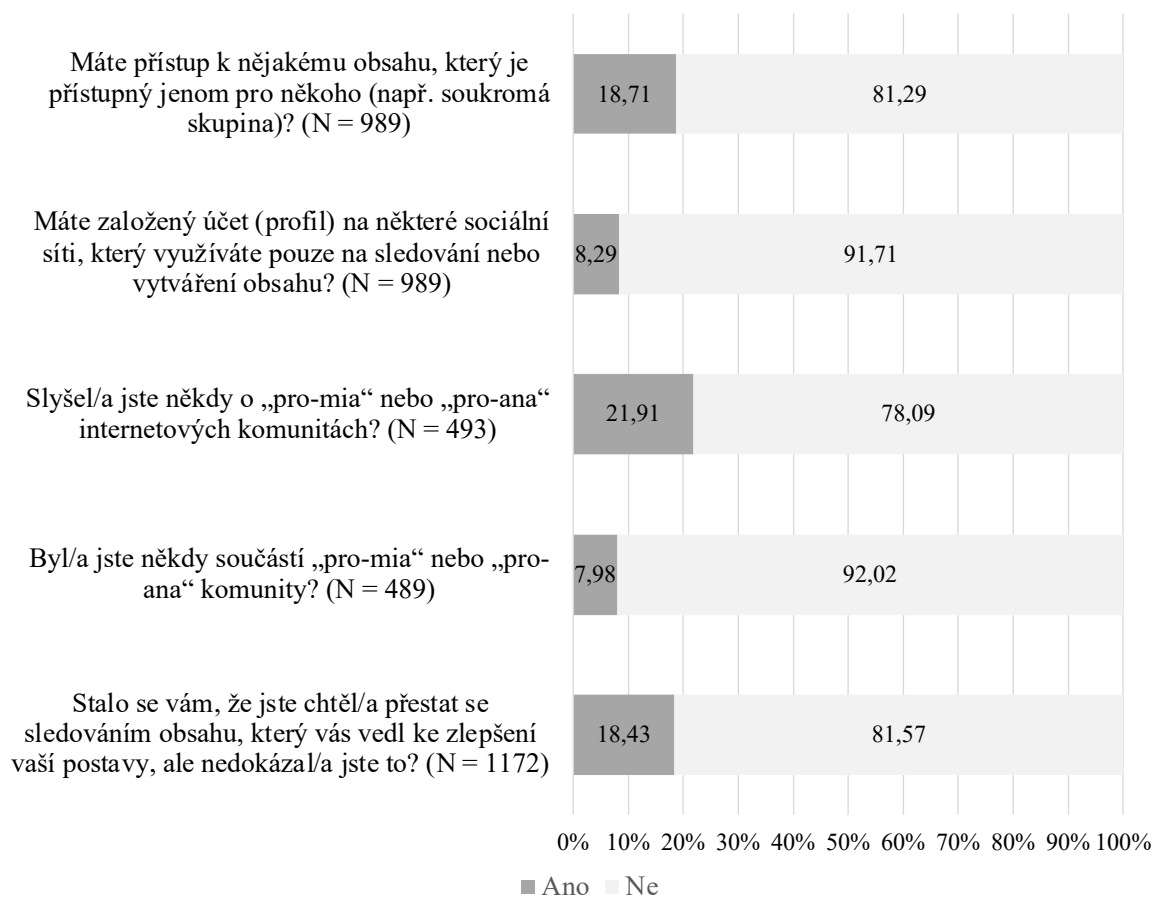 Máte přístup k nějakému obsahu, který je
přístupný jenom pro někoho (např. soukromá
skupina)? (N = 989)
18,71
81,29
Máte založený účet (profil) na některé sociální
síti, který využíváte pouze na sledování nebo
vytváření obsahu? (N = 989)
8,29
91,71
Slyšel/a jste někdy o „pro-mia“ nebo „pro-ana“
internetových komunitách? (N = 493)
21,91
78,09
Byl/a jste někdy součástí „pro-mia“ nebo „pro-
ana“ komunity? (N = 489)
7,98
92,02
Stalo se vám, že jste chtěl/a přestat se
sledováním obsahu, který vás vedl ke zlepšení
vaší postavy, ale nedokázal/a jste to? (N = 1172)
18,43
81,57
0% 10% 20% 30% 40% 50% 60% 70% 80% 90% 100%
Ano Ne